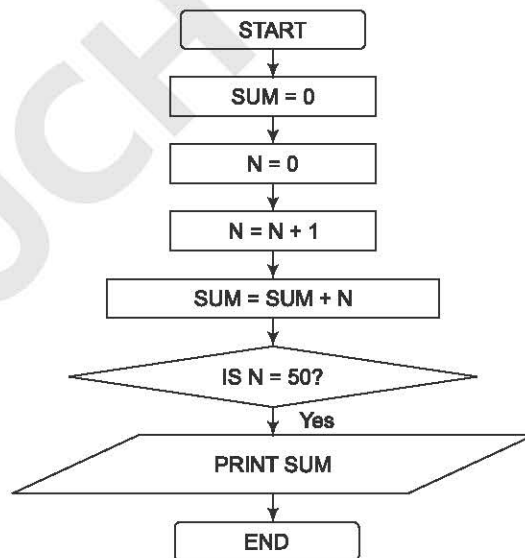 START
SUM = 0
N = 0
N = N + 1
SUM = SUM + N
IS N = 50?
Yes
PRINT SUM
END